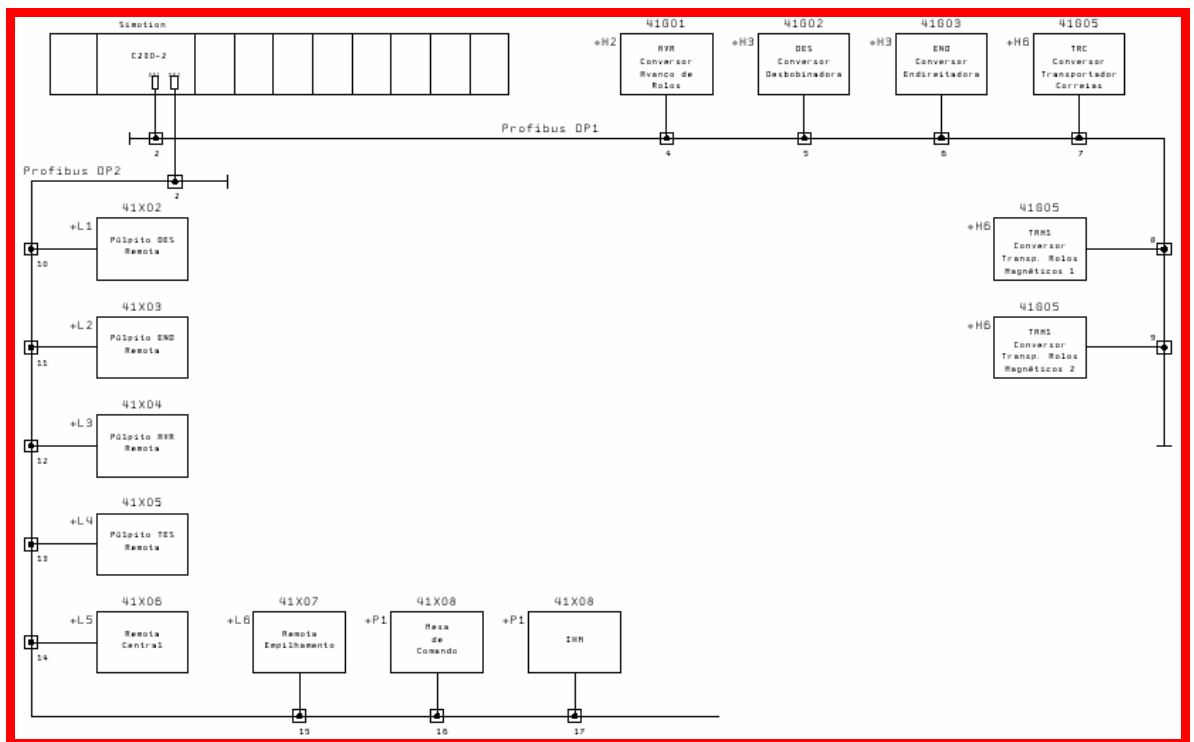 Simotion
C230-2
41G01
+H2
AVR
Conversor
Avanço de
Rolos
41G02
+H3
DES
Conversor
Desbobinadora
41G03
+H3
END
Conversor
Endireitadora
41G05
+H6
TRC
Conversor
Transportador
Correias
Profibus DP1
2
4
5
6
7
Profibus DP2
2
41X02
+L1
Púlpito DES
Remota
10
41G05
+H6
TRM1
Conversor
Transp. Rolos
Magnéticos 1
8
41X03
+L2
Púlpito END
Remota
11
41G05
+H6
TRM1
Conversor
Transp. Rolos
Magnéticos 2
9
41X04
+L3
Púlpito AVR
Remota
12
41X05
+L4
Púlpito TES
Remota
13
41X06
+L5
Remota
Central
14
41X07
+L6
Remota
Empilhamento
41X08
+P1
Mesa
de
Comando
41X08
+P1
IHM
15
16
17